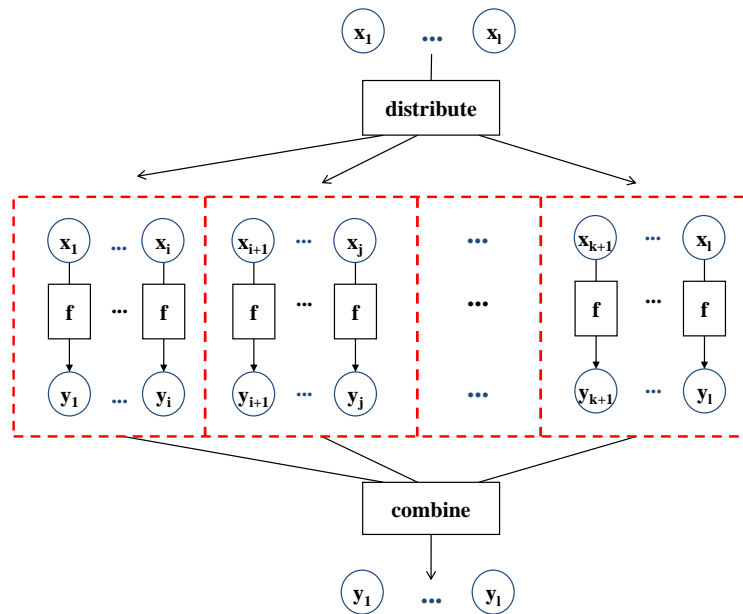 x₁ ... xₗ
distribute
x₁ ... xᵢ xᵢ₊₁ ... xⱼ ... xₖ₊₁ ... xₗ
f ... f f ... f ... f ... f
y₁ ... yᵢ yᵢ₊₁ ... yⱼ ... yₖ₊₁ ... yₗ
combine
y₁ ... yₗ